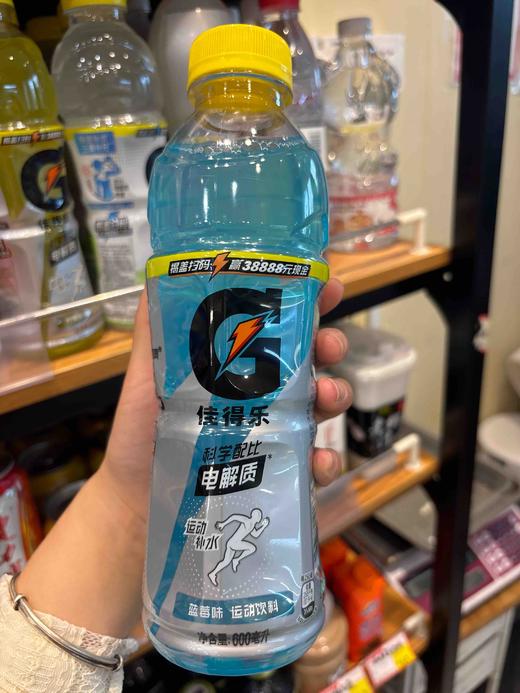 揭盖扫码 赢38888元现金
G
佳得乐
科学配比
电解质*
运动
补水
蓝莓味 运动饮料
净含量: 600毫升